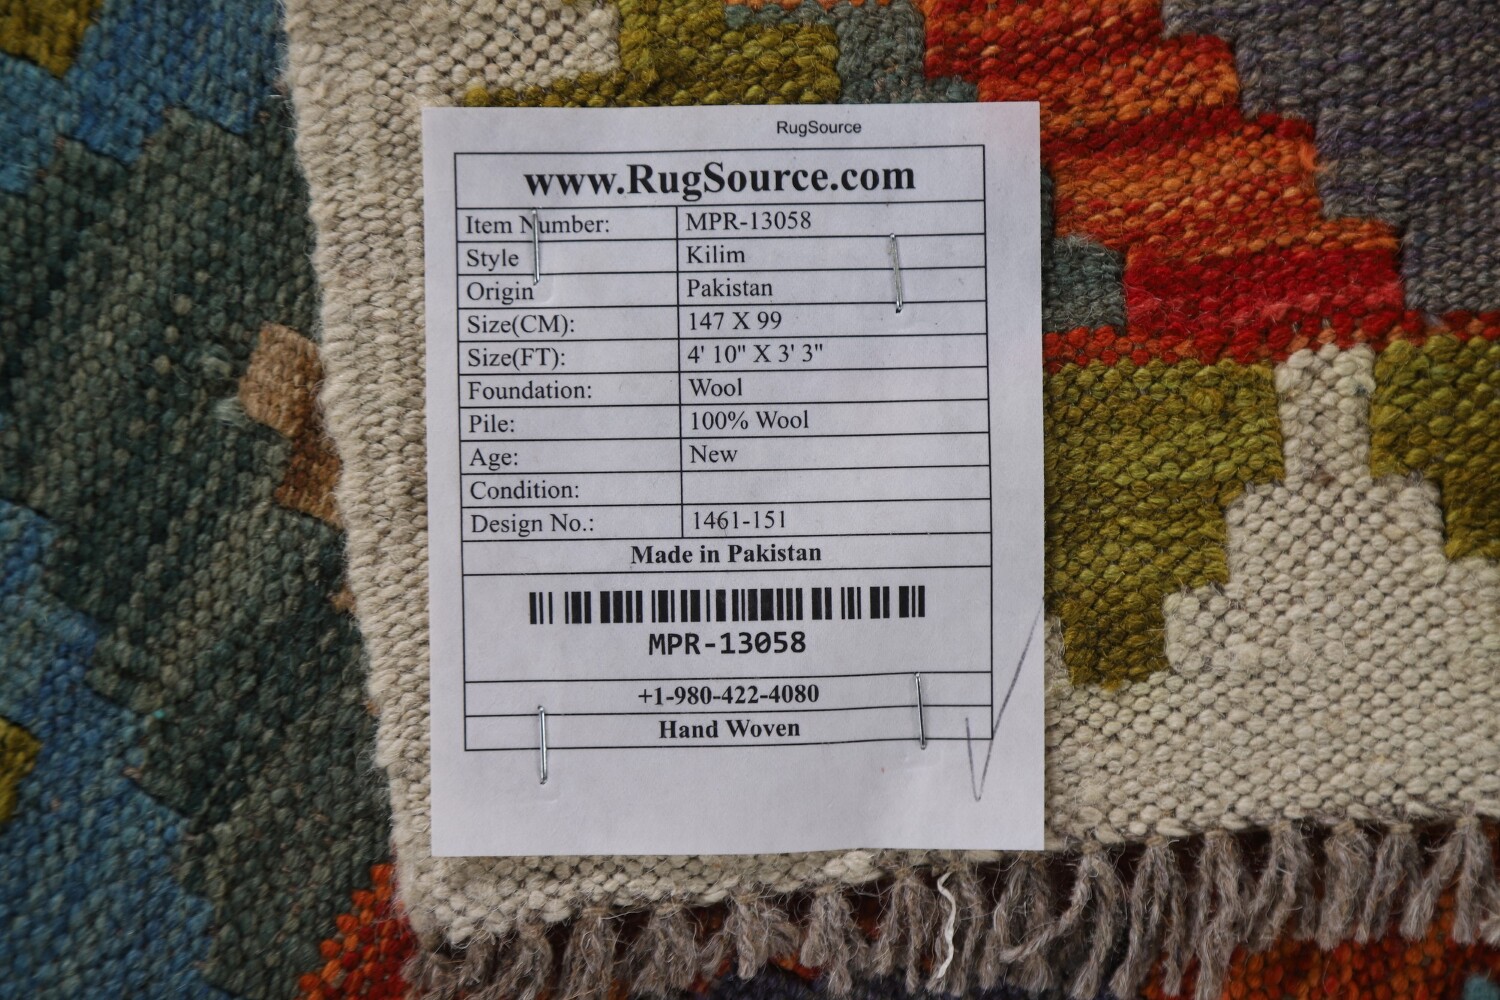 RugSource
www.RugSource.com
Item Number: MPR-13058
Style Kilim
Origin Pakistan
Size(CM): 147 X 99
Size(FT): 4' 10" X 3' 3"
Foundation: Wool
Pile: 100% Wool
Age: New
Condition:
Design No.: 1461-151
Made in Pakistan
MPR-13058
+1-980-422-4080
Hand Woven